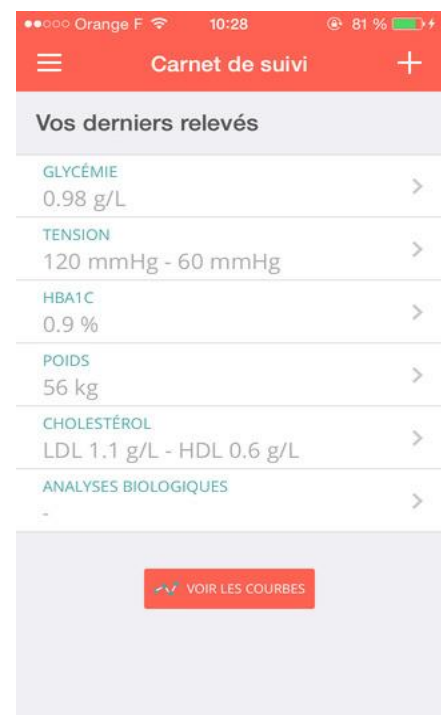 Orange F 10:28 81 %
Carnet de suivi
Vos derniers relevés
GLYCÉMIE
0.98 g/L
TENSION
120 mmHg - 60 mmHg
HBA1C
0.9 %
POIDS
56 kg
CHOLESTÉROL
LDL 1.1 g/L - HDL 0.6 g/L
ANALYSES BIOLOGIQUES
-
VOIR LES COURBES